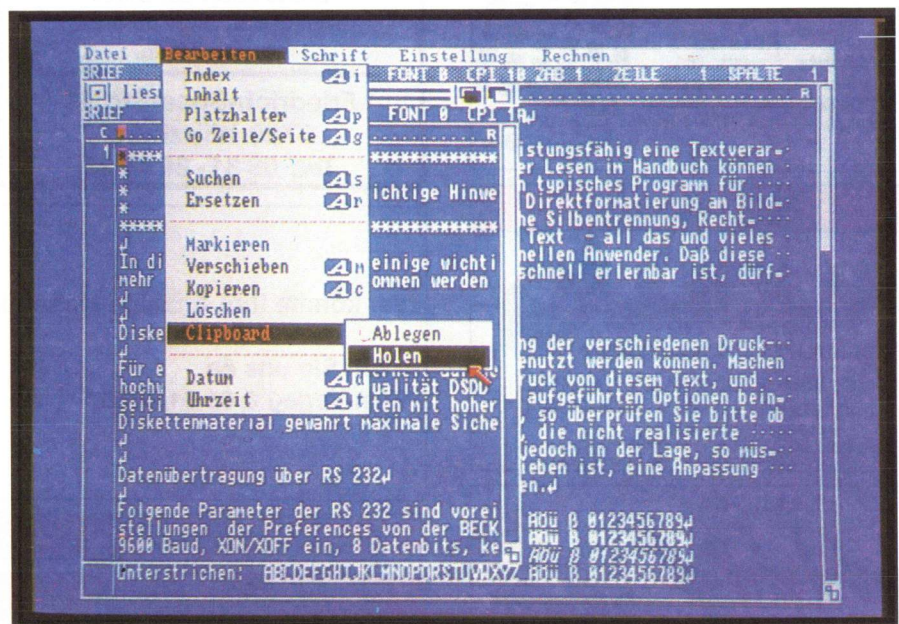 Datei Bearbeiten Schrift Einstellung Rechnen
BRIEF FONT 0 CPI 10 ZAB 1 ZEILE 1 SPALTE 1
Index A i
Inhalt
Platzhalter A p
Go Zeile/Seite A g
Suchen A s
Ersetzen A r
Markieren
Verschieben A m
Kopieren A c
Löschen
Clipboard
Datum A d
Uhrzeit A t
Ablegen
Holen
R
BRIEF FONT 0 CPI
C R
1 *****************
*
* ichtige Hinwe
*
***** *****************
In di einige wichti
mehr ommen werden
Diske
Für e
hochw ualität DSDD
seiti ten mit hoher
Diskettenmaterial gewahrt maximale Siche
Datenübertragung über RS 232↵
Folgende Parameter der RS 232 sind vorei
stellungen der Preferences von der BECK
9600 Baud, XON/XOFF ein, 8 Datenbits, ke
istungsfähig eine Textverar-
er Lesen im Handbuch können
n typisches Programm für
Direktformatierung am Bild-
he Silbentrennung, Recht-
Text - all das und vieles
nellen Anwender. Daß diese
schnell erlernbar ist, dürf-
ng der verschiedenen Druck-
enutzt werden können. Machen
ruck von diesem Text, und
aufgeführten Optionen bein-
, so überprüfen Sie bitte ob
, die nicht realisierte
jedoch in der Lage, so müs-
ieben ist, eine Anpassung
en.↵
ÄÖü ß 0123456789↵
ÄÖü ß 0123456789↵
ÄÖü ß 0123456789↵
Unterstrichen: ABCDEFGHIJKLMNOPQRSTUVWXYZ ÄÖü ß 0123456789↵